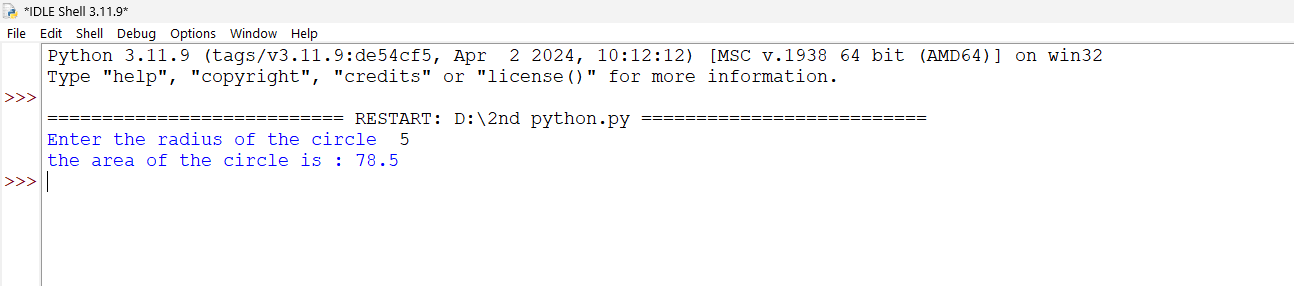 *IDLE Shell 3.11.9*
File Edit Shell Debug Options Window Help
Python 3.11.9 (tags/v3.11.9:de54cf5, Apr  2 2024, 10:12:12) [MSC v.1938 64 bit (AMD64)] on win32
Type "help", "copyright", "credits" or "license()" for more information.
>>>
=========================== RESTART: D:\2nd python.py ==========================
Enter the radius of the circle  5
the area of the circle is : 78.5
>>>